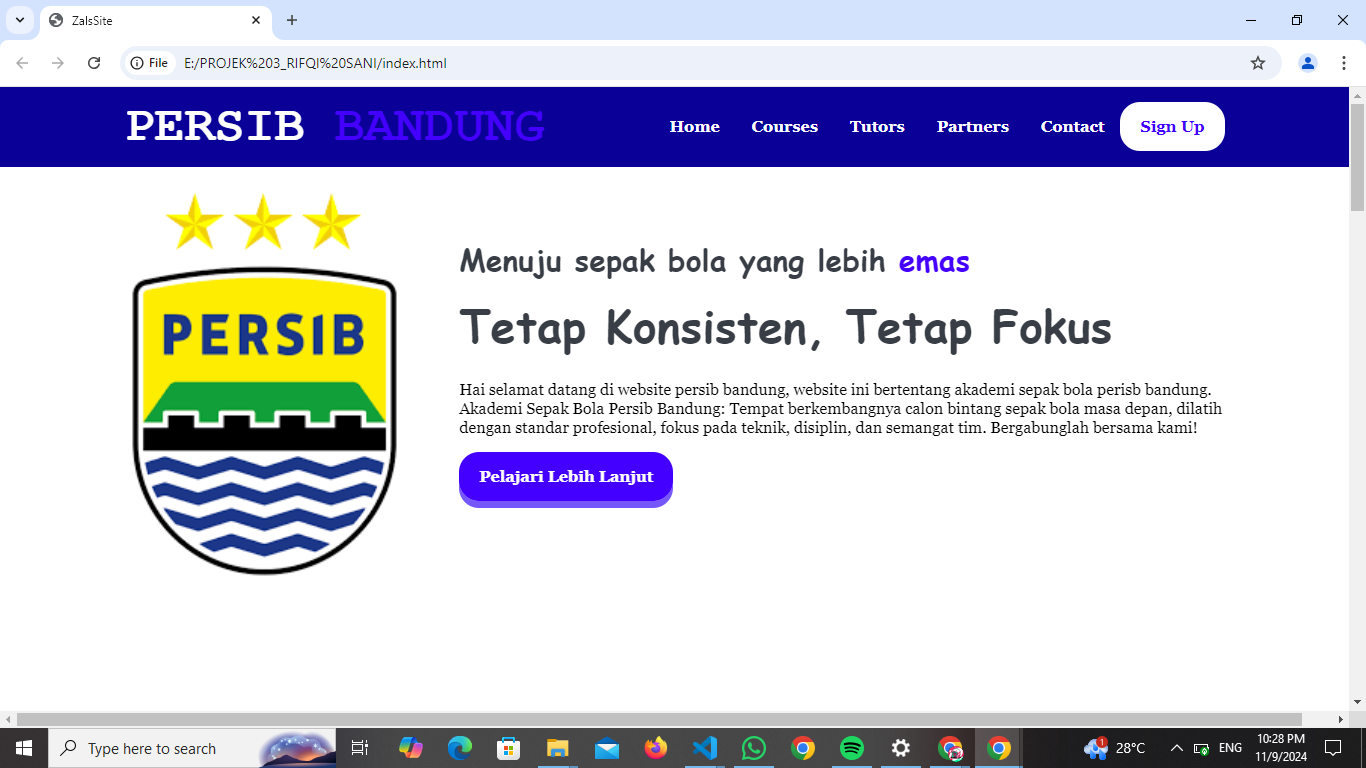 ZalsSite
File
E:/PROJEK%203_RIFQI%20SANI/index.html
PERSIB BANDUNG
Home
Courses
Tutors
Partners
Contact
Sign Up
PERSIB
Menuju sepak bola yang lebih emas
Tetap Konsisten, Tetap Fokus
Hai selamat datang di website persib bandung, website ini bertentang akademi sepak bola perisb bandung.
Akademi Sepak Bola Persib Bandung: Tempat berkembangnya calon bintang sepak bola masa depan, dilatih
dengan standar profesional, fokus pada teknik, disiplin, dan semangat tim. Bergabunglah bersama kami!
Pelajari Lebih Lanjut
Type here to search
1
28°C
ENG
10:28 PM
11/9/2024